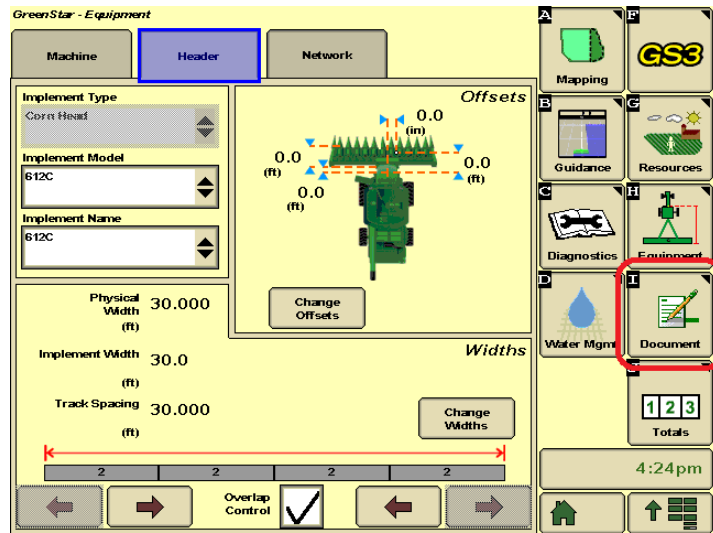 GreenStar - Equipment
Machine
Header
Network
Implement Type
Corn Head
Implement Model
612C
Implement Name
612C
Offsets
0.0
(in)
0.0
(ft)
0.0
(ft)
0.0
(ft)
Change
Offsets
Physical
Width
(ft)
30.000
Implement Width
(ft)
30.0
Track Spacing
(ft)
30.000
Widths
Change
Widths
2 2 2 2
Overlap
Control
A
Mapping
F
GS3
B
Guidance
G
Resources
C
Diagnostics
H
Equipment
D
Water Mgmt
I
Document
1 2 3
Totals
4:24pm